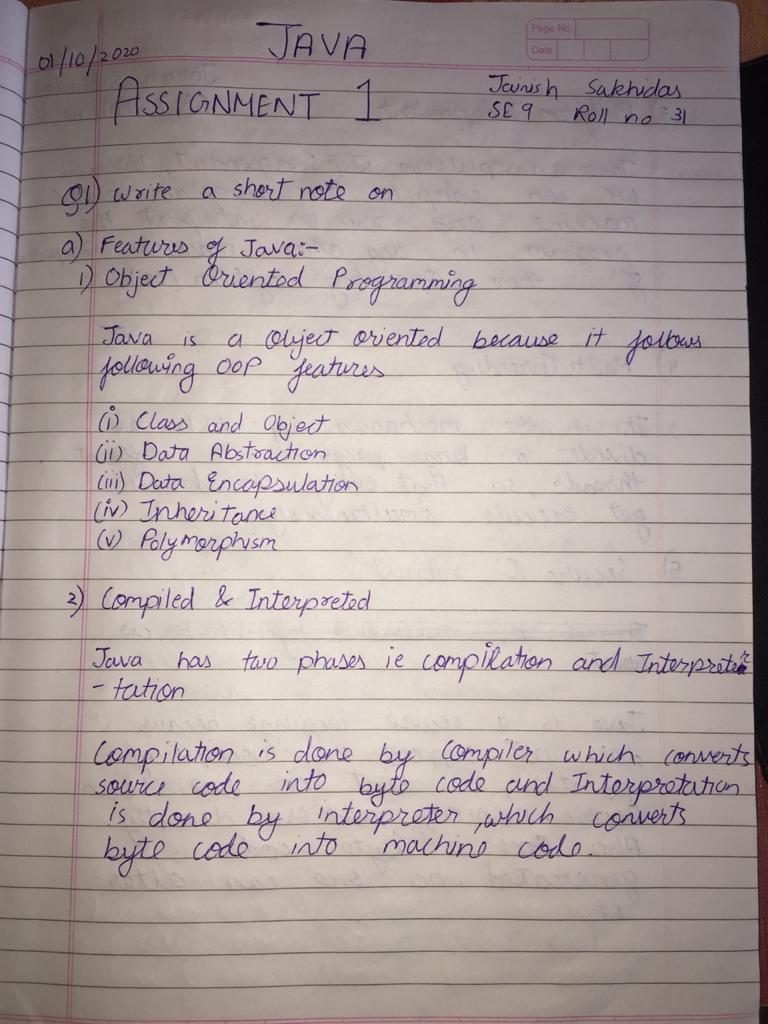 Page No.
Date
01/10/2020
JAVA
ASSIGNMENT 1
Jainish Sakhidas
SE 9 Roll no 31
Q1) Write a short note on
a) Features of Java:-
1) Object Oriented Programming
Java is a Object oriented because it follows
following OOP features
(i) Class and Object
(ii) Data Abstraction
(iii) Data Encapsulation
(iv) Inheritance
(v) Polymorphism
2) Compiled & Interpreted
Java has two phases ie compilation and Interpre
-tation
Compilation is done by Compiler which converts
source code into byte code and Interpretation
is done by interpreter, which converts
byte code into machine code.